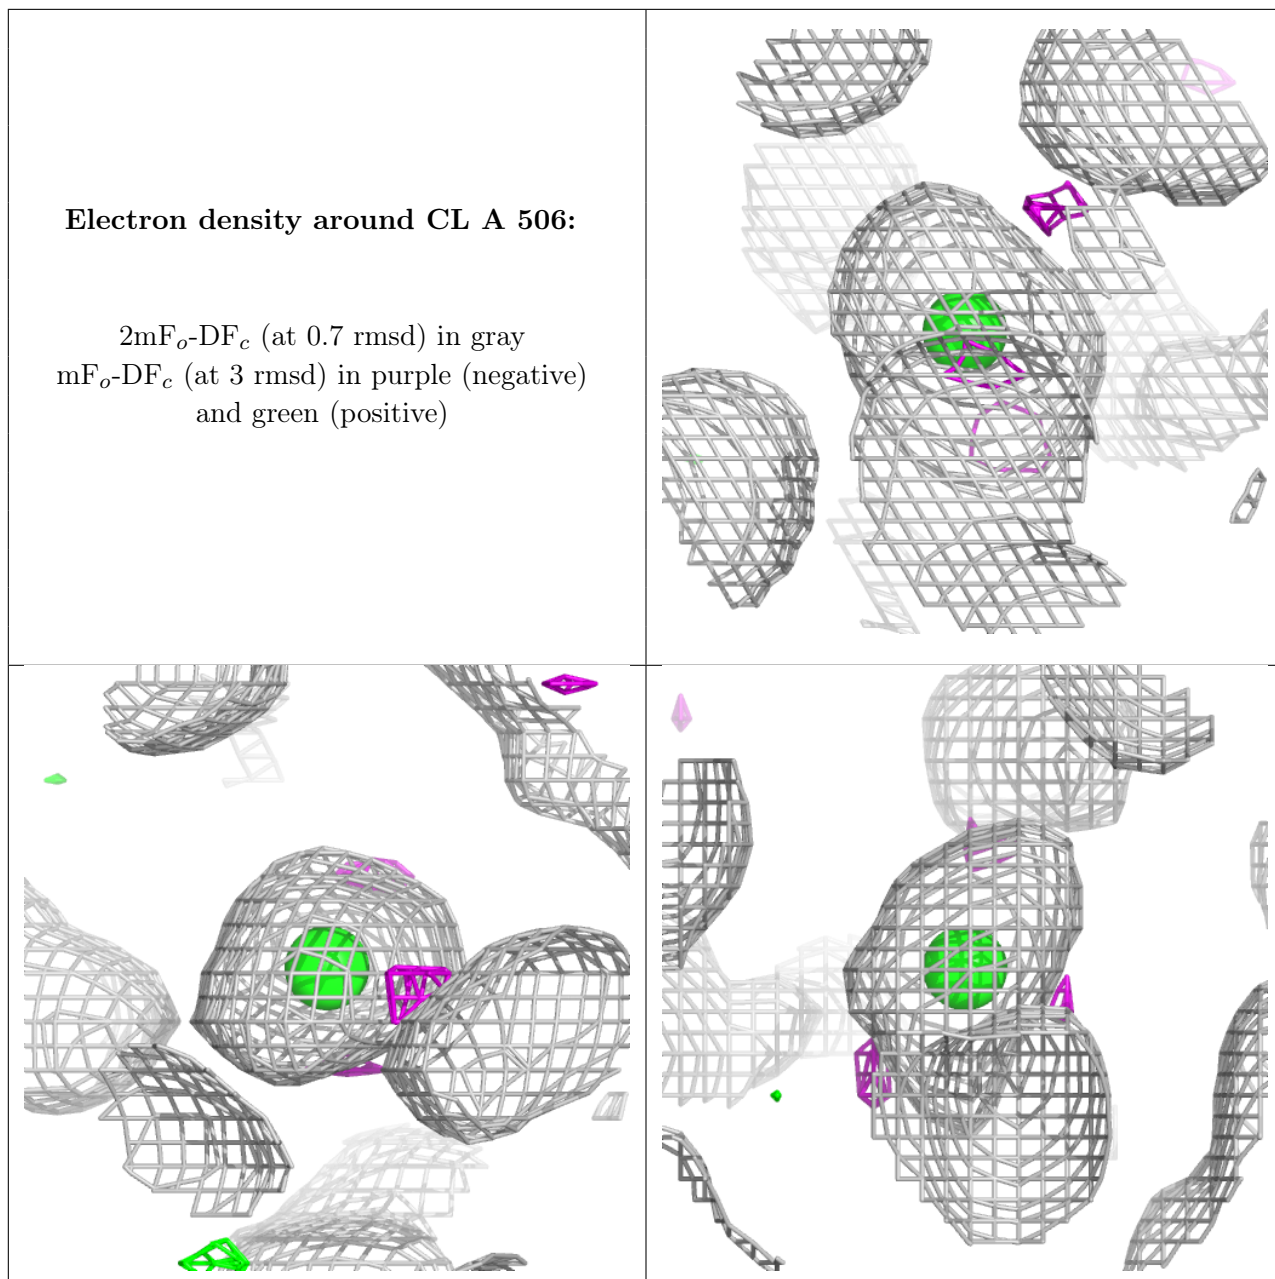 Electron density around CL A 506:
2mFo-DFc (at 0.7 rmsd) in gray
mFo-DFc (at 3 rmsd) in purple (negative)
and green (positive)